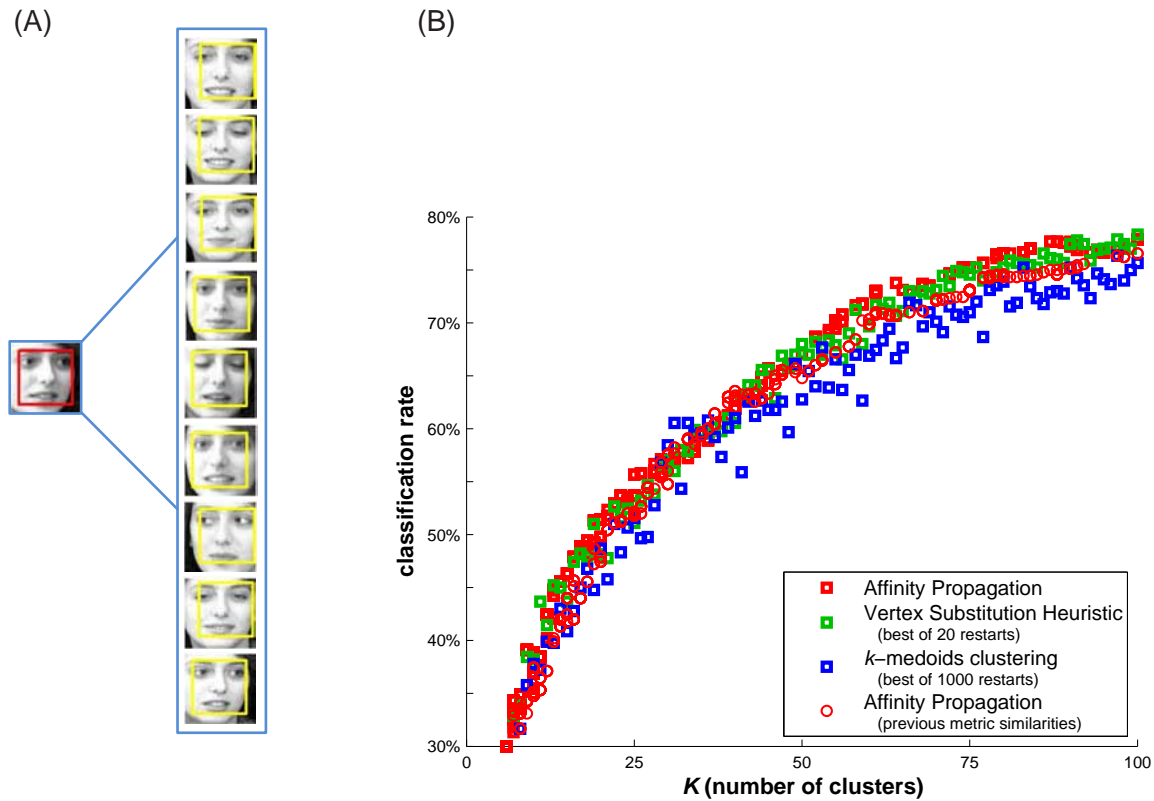 (A)
(B)
80%
70%
60%
50%
40%
30%
classification rate
0
25
50
75
100
K (number of clusters)
Affinity Propagation
Vertex Substitution Heuristic
(best of 20 restarts)
k–medoids clustering
(best of 1000 restarts)
Affinity Propagation
(previous metric similarities)